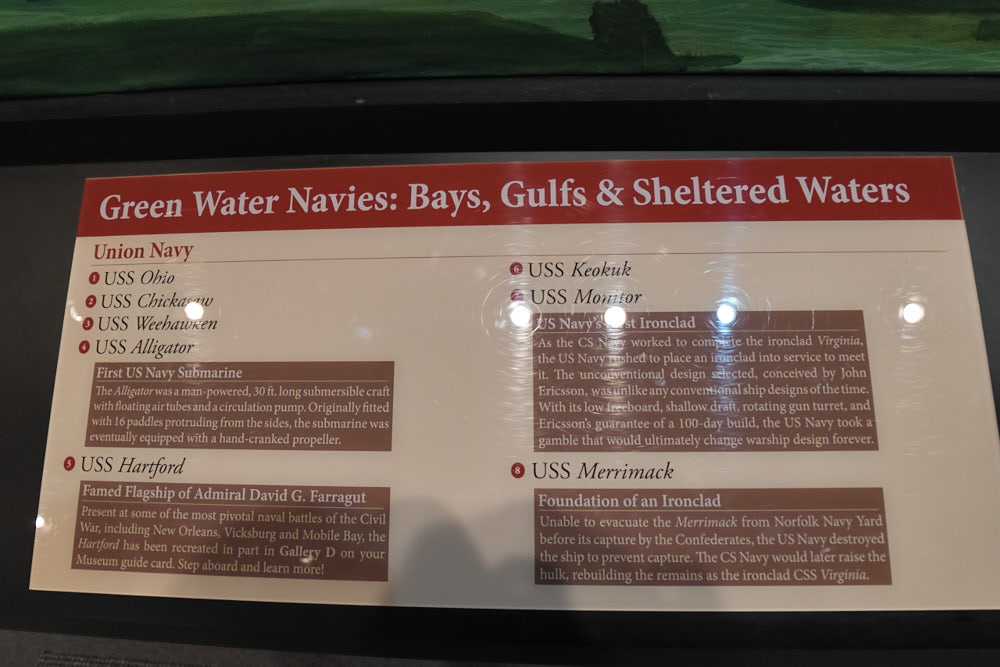 Green Water Navies: Bays, Gulfs & Sheltered Waters
Union Navy
1 USS Ohio
2 USS Chickasaw
3 USS Weehawken
4 USS Alligator
First US Navy Submarine
The Alligator was a man-powered, 30 ft. long submersible craft
with floating air tubes and a circulation pump. Originally fitted
with 16 paddles protruding from the sides, the submarine was
eventually equipped with a hand-cranked propeller.
5 USS Hartford
Famed Flagship of Admiral David G. Farragut
Present at some of the most pivotal naval battles of the Civil
War, including New Orleans, Vicksburg and Mobile Bay, the
Hartford has been recreated in part in Gallery D on your
Museum guide card. Step aboard and learn more!
6 USS Keokuk
USS Monitor
US Navy's First Ironclad
As the CS Navy worked to complete the ironclad Virginia,
the US Navy rushed to place an ironclad into service to meet
it. The unconventional design selected, conceived by John
Ericsson, was unlike any conventional ship designs of the time.
With its low freeboard, shallow draft, rotating gun turret, and
Ericsson's guarantee of a 100-day build, the US Navy took a
gamble that would ultimately change warship design forever.
8 USS Merrimack
Foundation of an Ironclad
Unable to evacuate the Merrimack from Norfolk Navy Yard
before its capture by the Confederates, the US Navy destroyed
the ship to prevent capture. The CS Navy would later raise the
hulk, rebuilding the remains as the ironclad CSS Virginia.